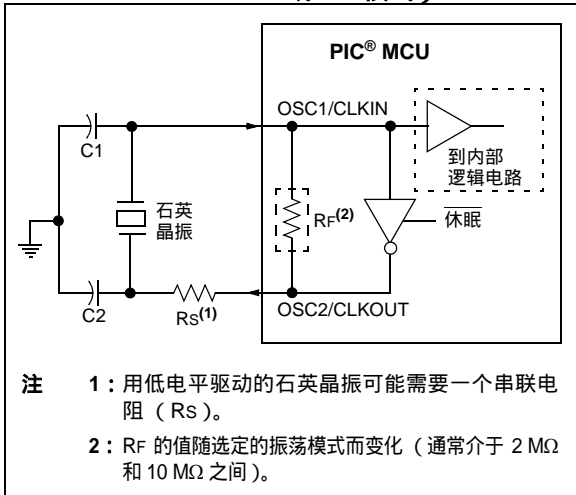 PIC® MCU
OSC1/CLKIN
C1
到内部
逻辑电路
石英
晶振
RF(2)
休眠
C2
RS(1)
OSC2/CLKOUT
注 1：用低电平驱动的石英晶振可能需要一个串联电
阻（RS）。
2：RF 的值随选定的振荡模式而变化（通常介于 2 MΩ
和 10 MΩ 之间）。